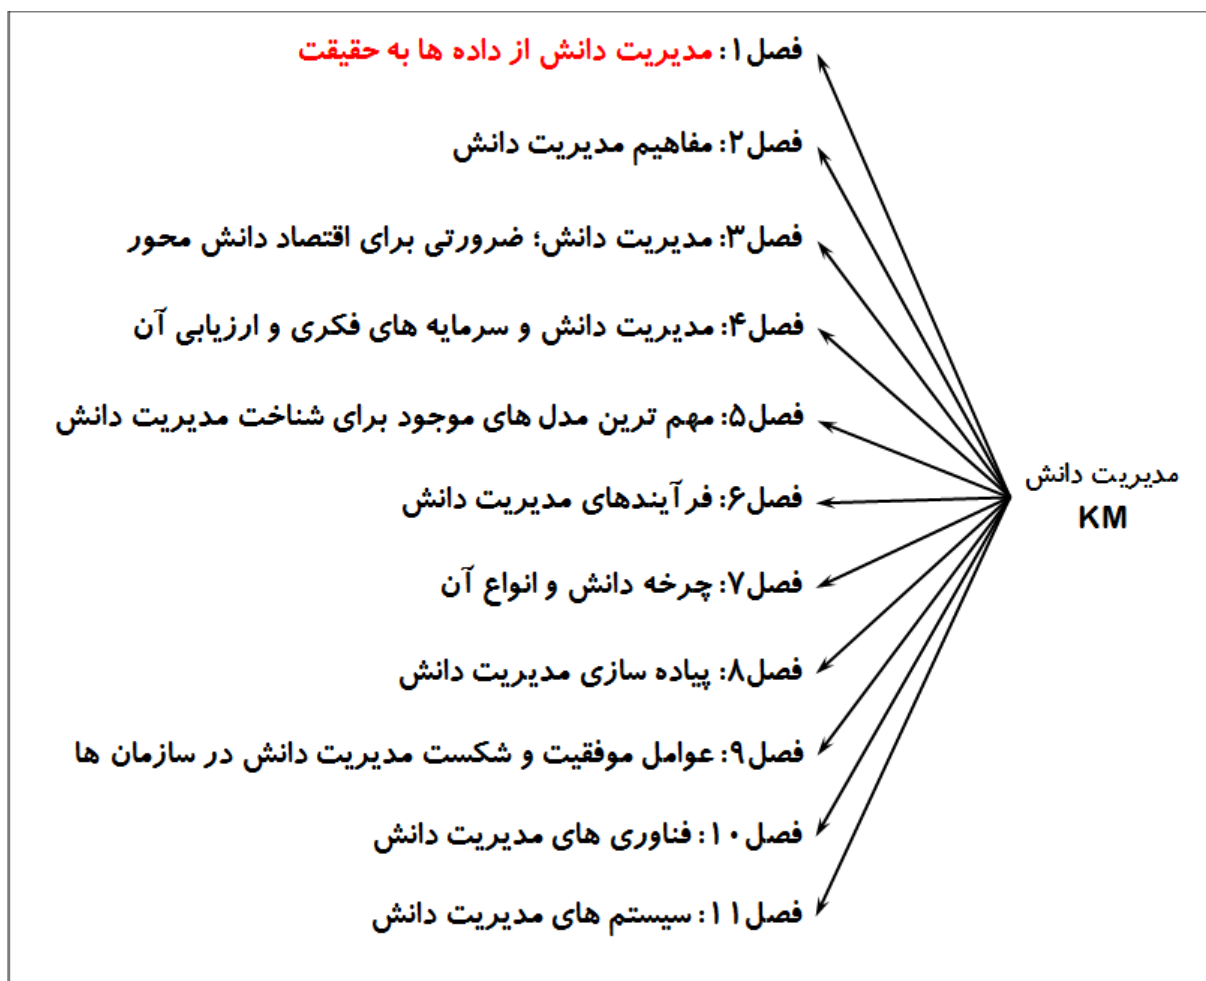 فصل۱: مدیریت دانش از داده ها به حقیقت
فصل۲: مفاهیم مدیریت دانش
فصل۳: مدیریت دانش؛ ضرورتی برای اقتصاد دانش محور
فصل۴: مدیریت دانش و سرمایه های فکری و ارزیابی آن
فصل۵: مهم ترین مدل های موجود برای شناخت مدیریت دانش
فصل۶: فرآیندهای مدیریت دانش
فصل۷: چرخه دانش و انواع آن
فصل۸: پیاده سازی مدیریت دانش
فصل۹: عوامل موفقیت و شکست مدیریت دانش در سازمان ها
فصل۱۰: فناوری های مدیریت دانش
فصل۱۱: سیستم های مدیریت دانش
مدیریت دانش
KM